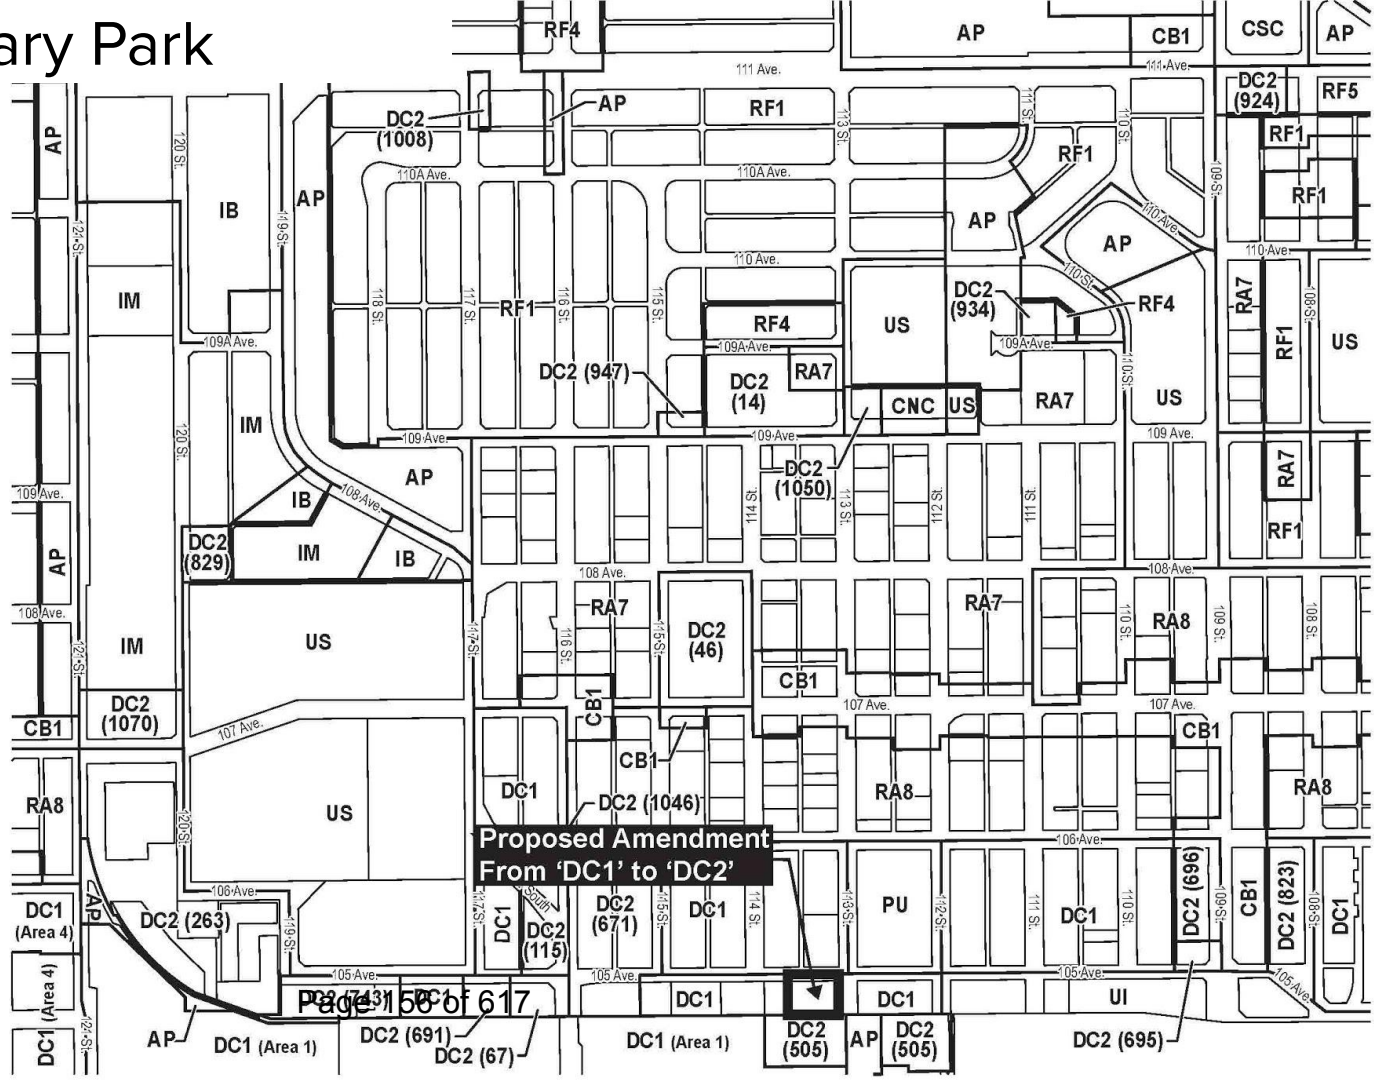 ary Park
RF4
AP
CB1
CSC
AP
111 Ave.
111 Ave.
DC2
(1008)
AP
RF1
DC2
(924)
RF5
AP
120 St.
113 St.
111 St.
110 St.
RF1
RF1
110A Ave.
110A Ave.
109 St.
IB
AP
RF1
AP
110 Ave.
AP
121 St.
119 St.
110 Ave.
110 Ave.
110 St.
IM
118 St.
117 St.
RF1
116 St.
115 St.
DC2
(934)
RF4
RA7
108 St.
RF4
US
RF1
US
109A Ave.
109A Ave.
109A Ave.
DC2 (947)
DC2
(14)
RA7
110 St.
CNC
US
RA7
US
IM
120 St.
109 Ave.
109 Ave.
109 Ave.
AP
DC2
(1050)
RA7
109 Ave.
IB
108 Ave.
114 St.
113 St.
112 St.
111 St.
RF1
AP
DC2
(829)
IM
IB
108 Ave.
108 Ave.
108 Ave.
RA7
RA7
RA8
IM
121 St.
US
117 St.
116 St.
115 St.
DC2
(46)
110 St.
109 St.
108 St.
CB1
DC2
(1070)
CB1
CB1
107 Ave.
107 Ave.
107 Ave.
CB1
CB1
RA8
US
DC1
RA8
RA8
DC2 (1046)
120 St.
Proposed Amendment
From ‘DC1’ to ‘DC2’
106 Ave.
106 Ave.
DC1
(Area 4)
AP
DC2 (263)
119 St.
117 St.
DC1
South
DC2
(115)
DC2
(671)
115 St.
DC1
114 St.
113 St.
PU
112 St.
111 St.
DC1
110 St.
DC2 (696)
109 St.
CB1
DC2 (823)
108 St.
DC1
105 Ave.
105 Ave.
105 Ave.
105 Ave.
DC1 (Area 4)
DC2 (743)
DC1
Page 156 of 617
DC1
DC1
UI
121 St.
AP
DC1 (Area 1)
DC2 (691)
DC2 (67)
DC1 (Area 1)
DC2
(505)
AP
DC2
(505)
DC2 (695)